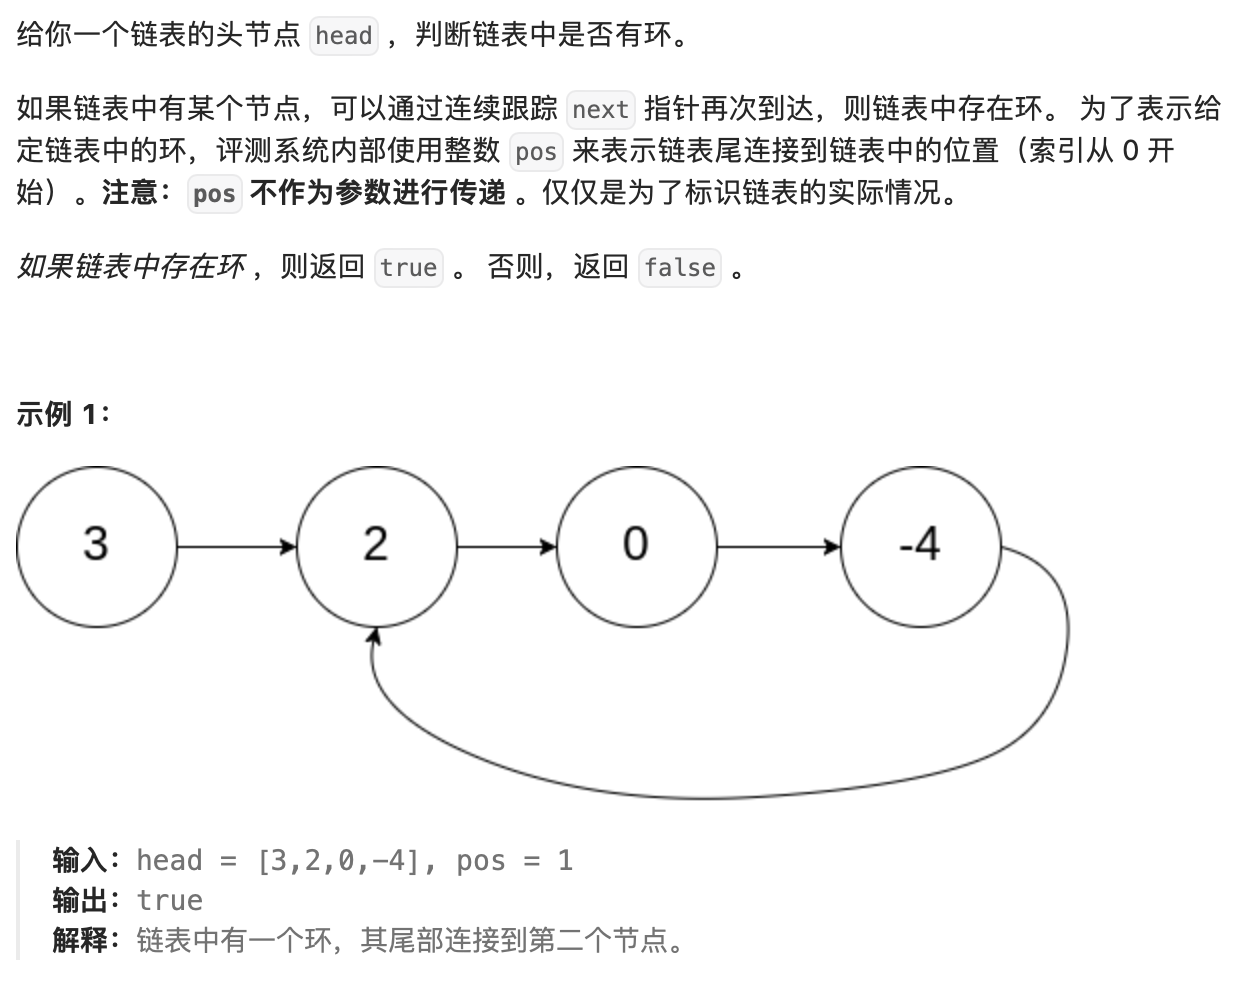 给你一个链表的头节点 head ，判断链表中是否有环。
如果链表中有某个节点，可以通过连续跟踪 next 指针再次到达，则链表中存在环。 为了表示给
定链表中的环，评测系统内部使用整数 pos 来表示链表尾连接到链表中的位置（索引从 0 开
始）。注意：pos 不作为参数进行传递 。仅仅是为了标识链表的实际情况。
如果链表中存在环 ，则返回 true 。 否则，返回 false 。
示例 1：
3
2
0
-4
输入：head = [3,2,0,-4], pos = 1
输出：true
解释：链表中有一个环，其尾部连接到第二个节点。